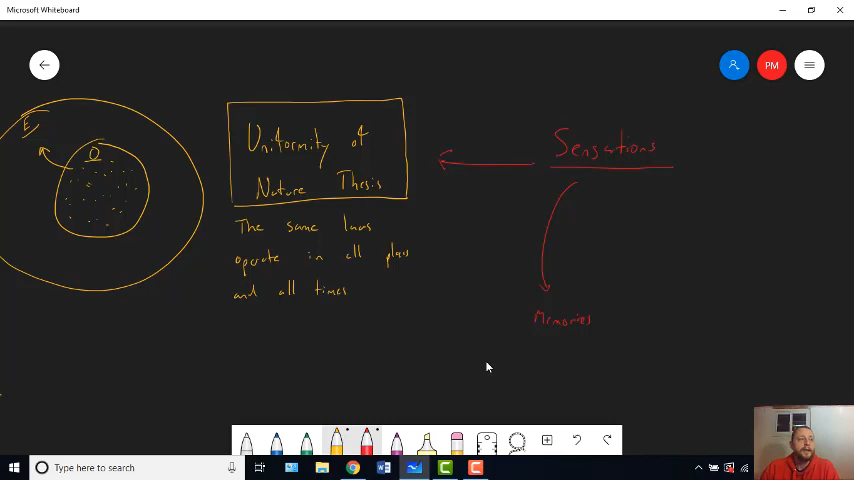 Microsoft Whiteboard
PM
E
O
Uniformity of
Nature Thesis
The same laws
operate in all places
and all times
Sensations
Memories
Type here to search